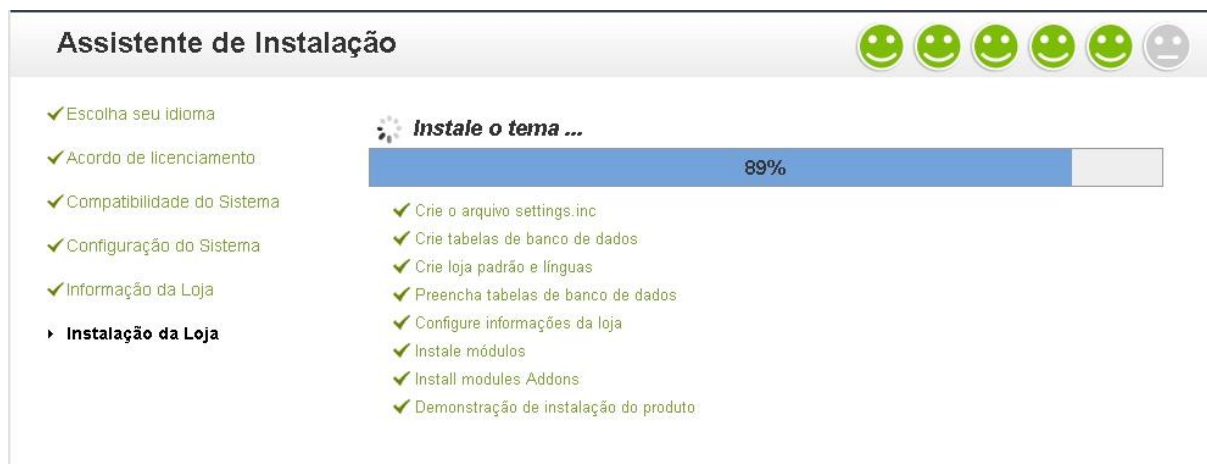 Assistente de Instalação
Escolha seu idioma
Acordo de licenciamento
Compatibilidade do Sistema
Configuração do Sistema
Informação da Loja
Instalação da Loja
Instale o tema ...
89%
Crie o arquivo settings.inc
Crie tabelas de banco de dados
Crie loja padrão e línguas
Preencha tabelas de banco de dados
Configure informações da loja
Instale módulos
Install modules Addons
Demonstração de instalação do produto